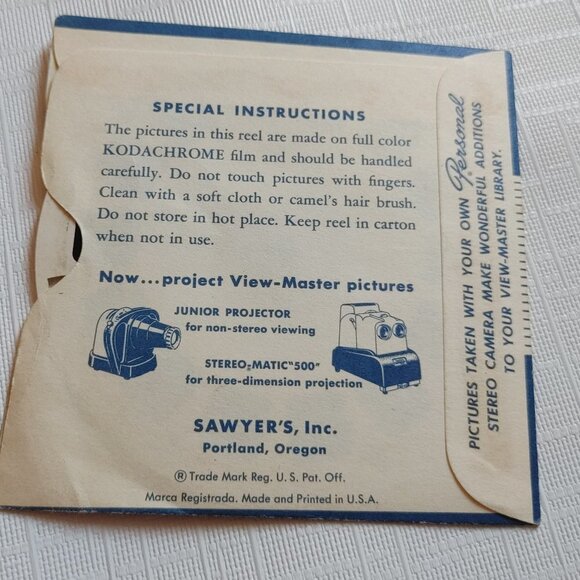 SPECIAL INSTRUCTIONS
The pictures in this reel are made on full color
KODACHROME film and should be handled
carefully. Do not touch pictures with fingers.
Clean with a soft cloth or camel's hair brush.
Do not store in hot place. Keep reel in carton
when not in use.
Now...project View-Master pictures
JUNIOR PROJECTOR
for non-stereo viewing
STEREO-MATIC "500"
for three-dimension projection
SAWYER'S, Inc.
Portland, Oregon
® Trade Mark Reg. U. S. Pat. Off.
Marca Registrada. Made and Printed in U.S.A.
PICTURES TAKEN WITH YOUR OWN Personal
STEREO CAMERA MAKE WONDERFUL ADDITIONS
TO YOUR VIEW-MASTER LIBRARY.